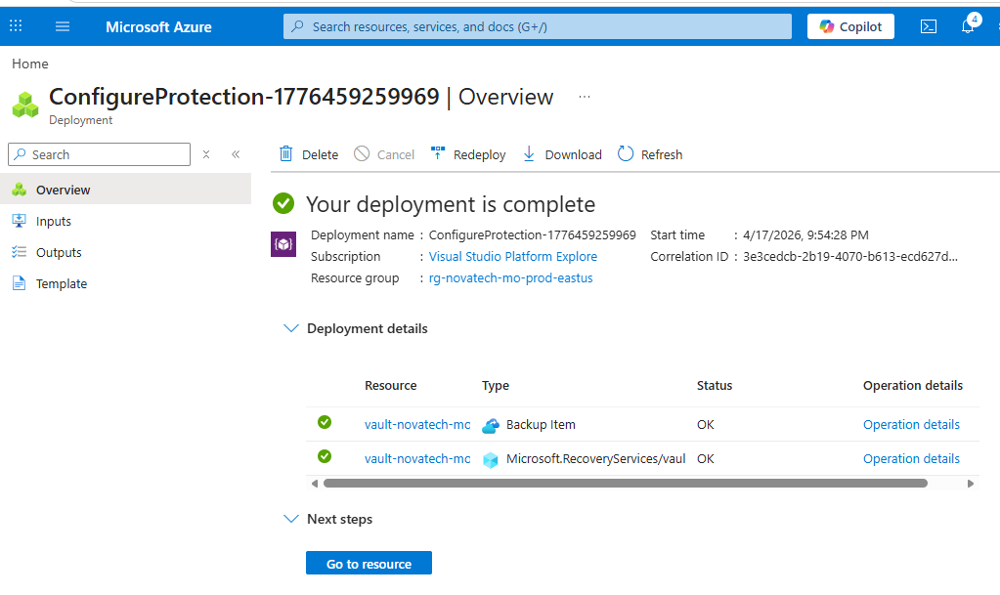 Microsoft Azure
Search resources, services, and docs (G+/)
Copilot
4
Home
ConfigureProtection-1776459259969 | Overview ...
Deployment
Search
Delete
Cancel
Redeploy
Download
Refresh
Overview
Inputs
Outputs
Template
Your deployment is complete
Deployment name : ConfigureProtection-1776459259969
Subscription : Visual Studio Platform Explore
Resource group : rg-novatech-mo-prod-eastus
Start time : 4/17/2026, 9:54:28 PM
Correlation ID : 3e3cedcb-2b19-4070-b613-ecd627d...
Deployment details
Resource Type Status Operation details
vault-novatech-mo Backup Item OK Operation details
vault-novatech-mo Microsoft.RecoveryServices/vaul OK Operation details
Next steps
Go to resource